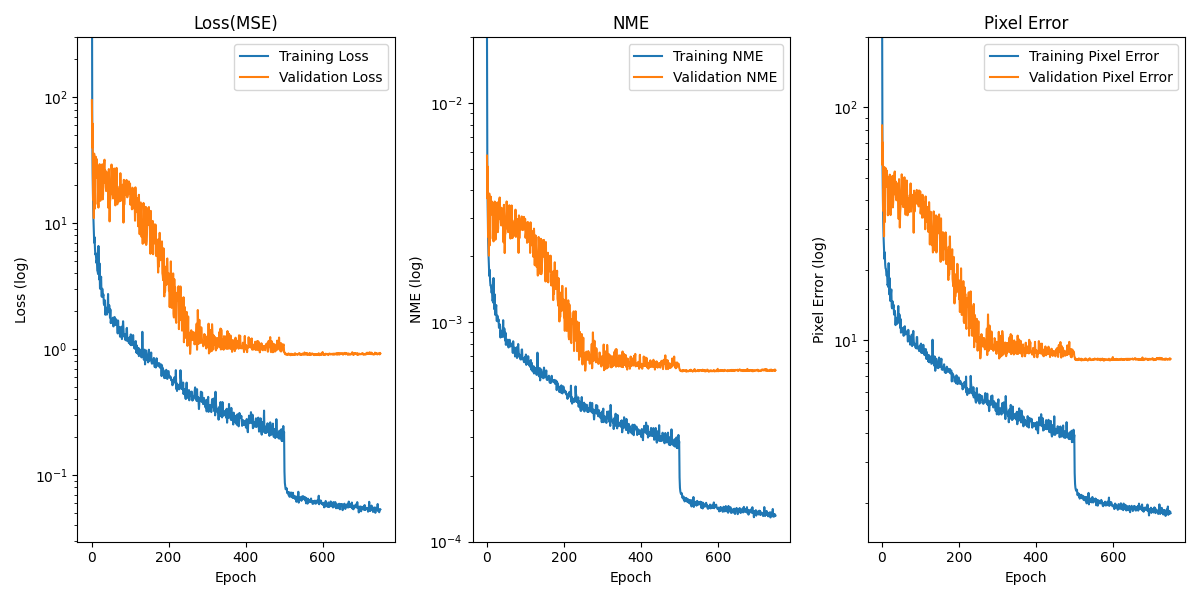 Loss(MSE)
Training Loss
Validation Loss
10²
10¹
10⁰
10⁻¹
Loss (log)
0 200 400 600
Epoch
NME
Training NME
Validation NME
10⁻²
10⁻³
10⁻⁴
NME (log)
0 200 400 600
Epoch
Pixel Error
Training Pixel Error
Validation Pixel Error
10²
10¹
Pixel Error (log)
0 200 400 600
Epoch